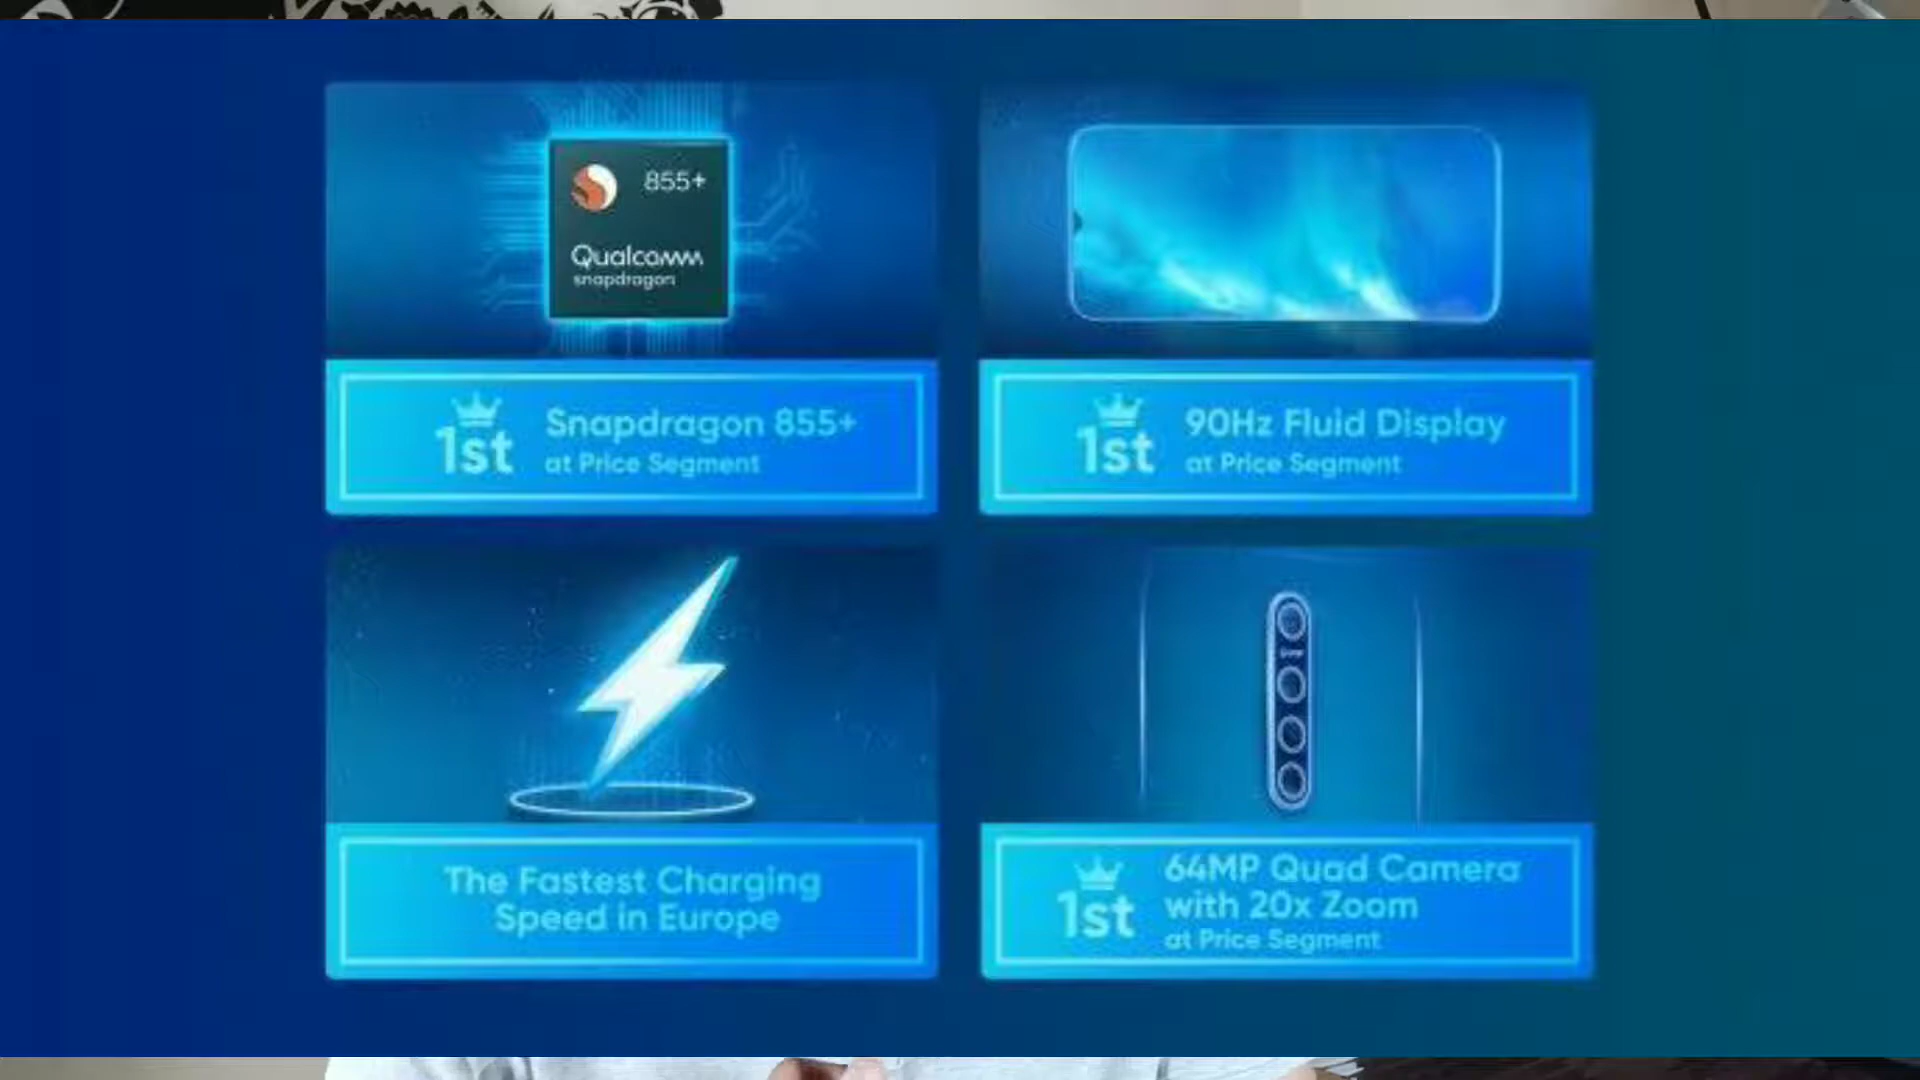 855+
Qualcomm
snapdragon
1st
Snapdragon 855+
at Price Segment
1st
90Hz Fluid Display
at Price Segment
The Fastest Charging
Speed in Europe
1st
64MP Quad Camera
with 20x Zoom
at Price Segment